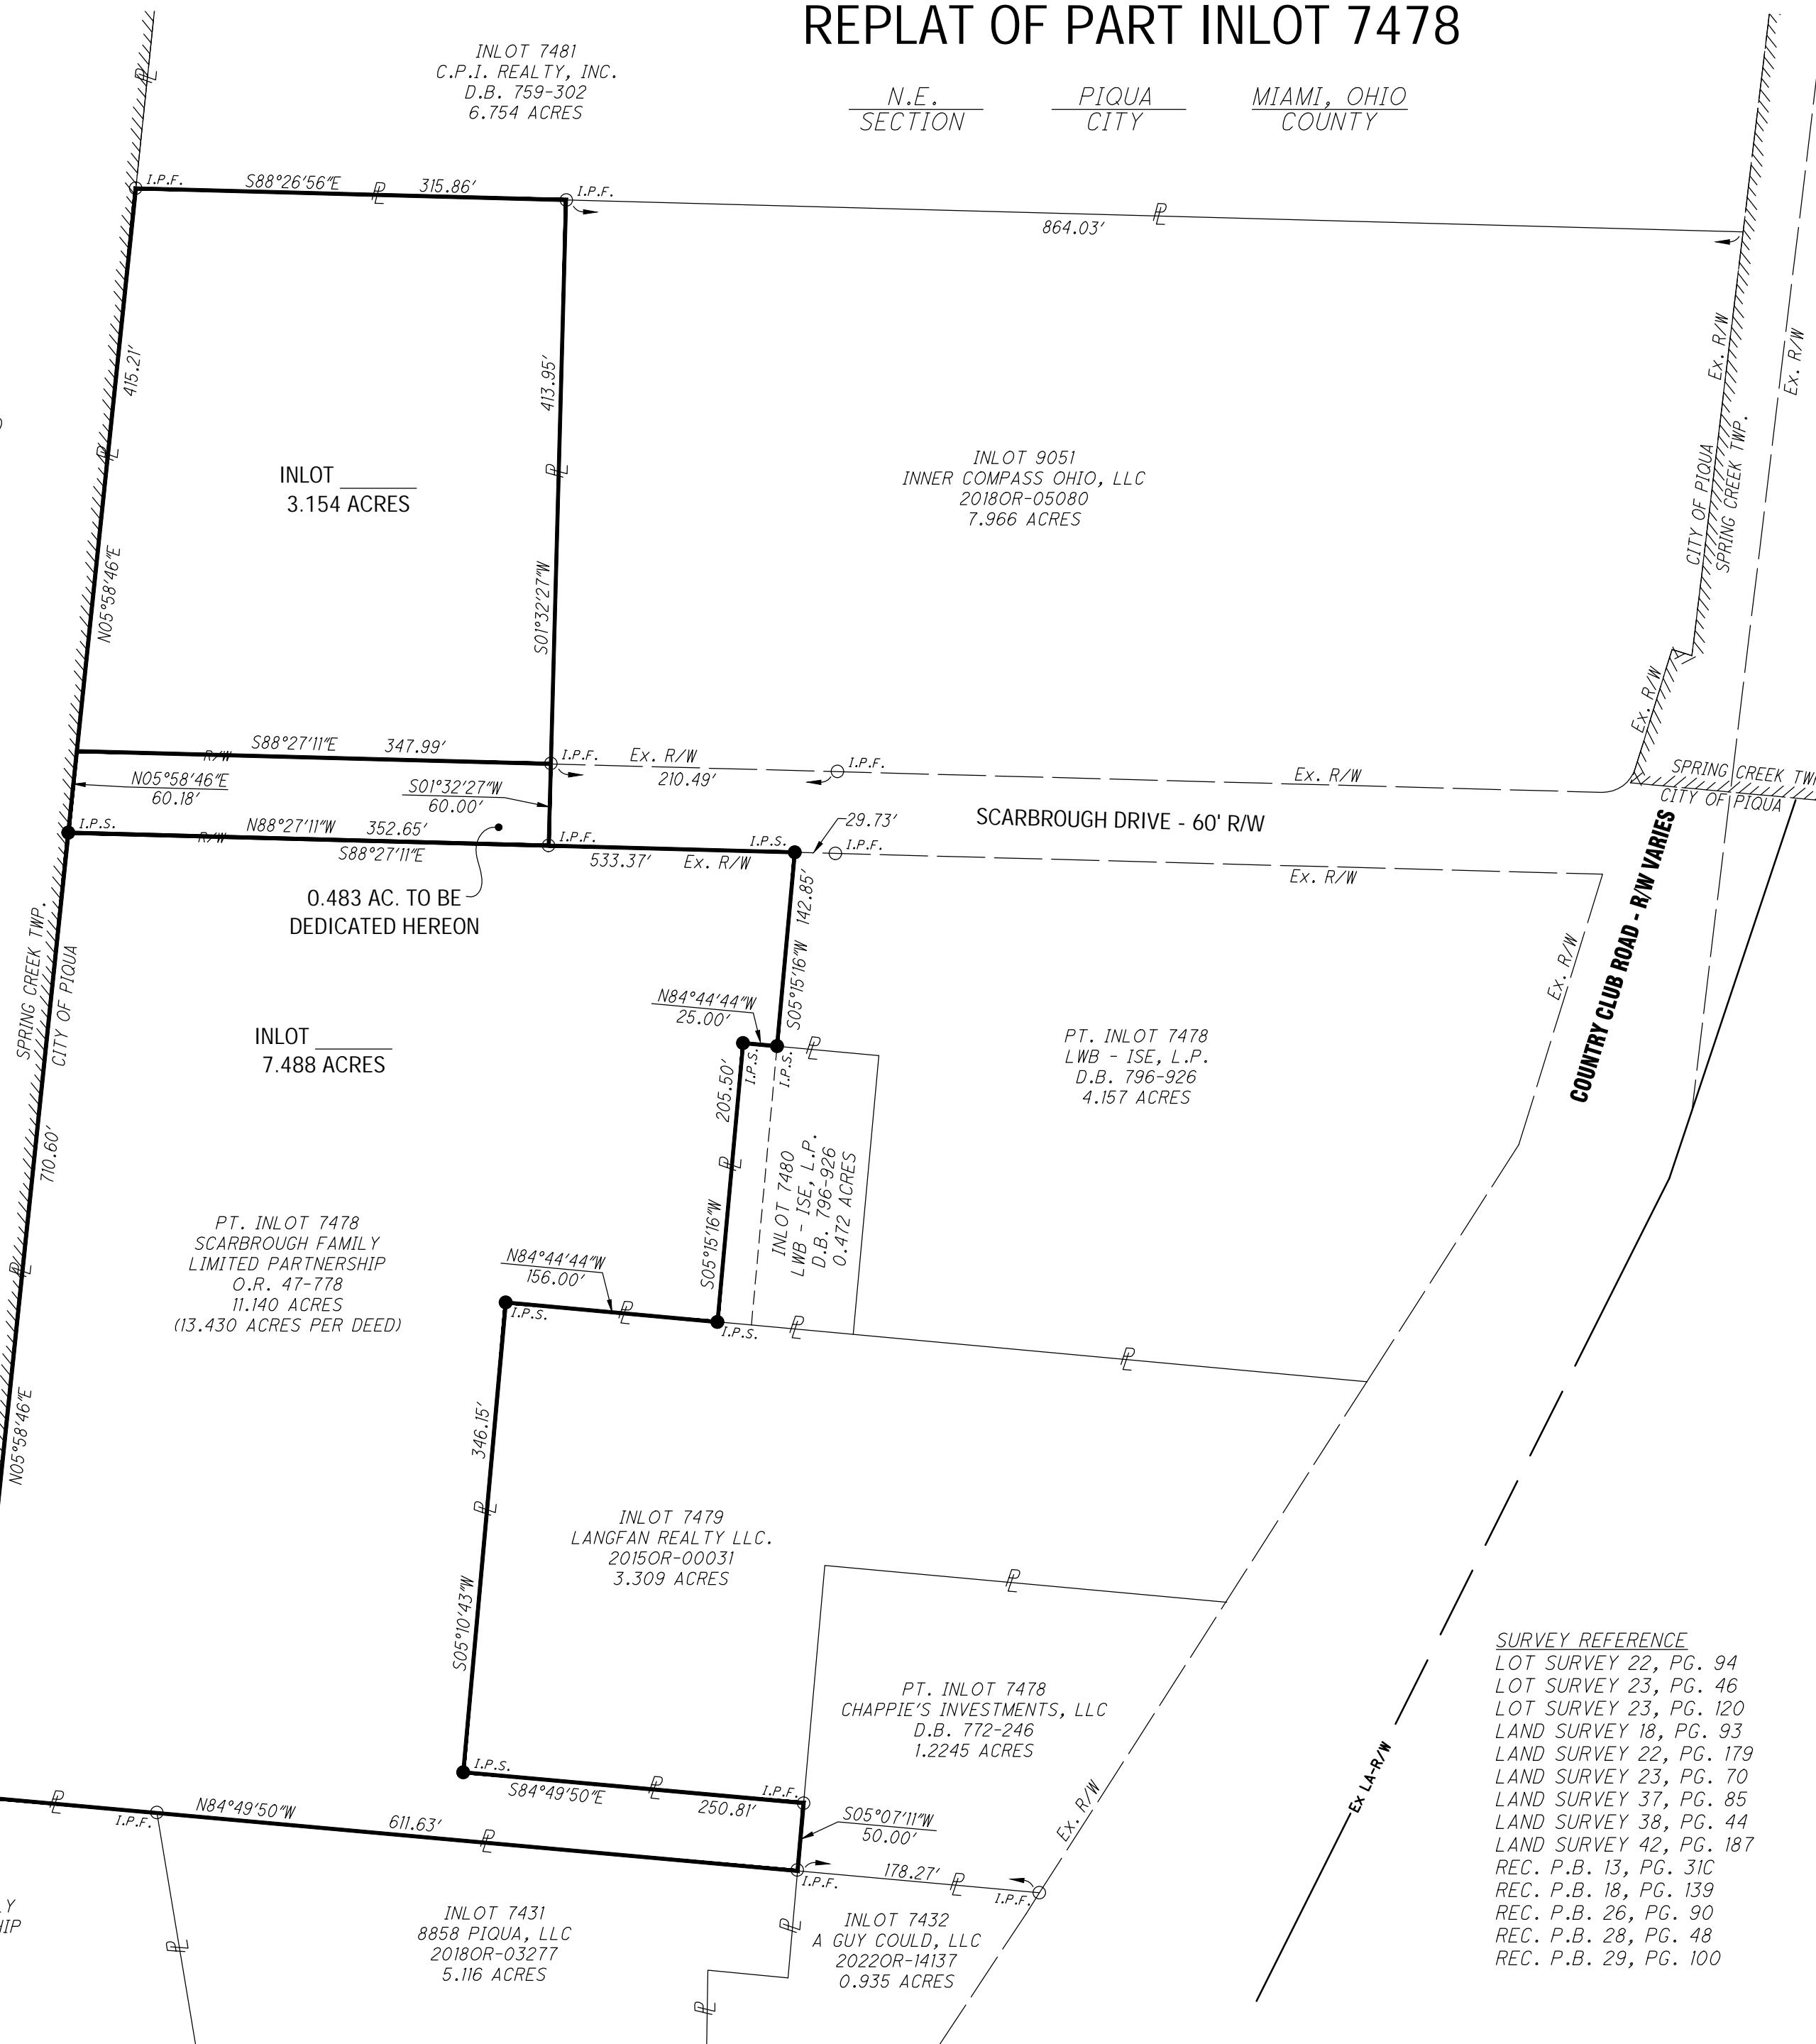 REPLAT OF PART INLOT 7478
N.E. PIQUA MIAMI, OHIO
SECTION CITY COUNTY
INLOT 7481
C.P.I. REALTY, INC.
D.B. 759-302
6.754 ACRES
I.P.F.
S88°26'56"E 315.86'
I.P.F.
864.03'
415.21'
N05°58'46"E
413.95'
S01°32'27"W
INLOT
3.154 ACRES
INLOT 9051
INNER COMPASS OHIO, LLC
2018OR-05080
7.966 ACRES
Ex. R/W
Ex. R/W
CITY OF PIQUA
SPRING CREEK TWP.
Ex. R/W
S88°27'11"E 347.99'
R/W
I.P.F.
Ex. R/W
210.49'
I.P.F.
Ex. R/W
SPRING CREEK TWP
CITY OF PIQUA
N05°58'46"E
60.18'
S01°32'27"W
60.00'
I.P.S.
N88°27'11"W 352.65'
R/W
S88°27'11"E
I.P.F.
533.37'
Ex. R/W
I.P.S.
29.73'
I.P.F.
SCARBROUGH DRIVE - 60' R/W
Ex. R/W
0.483 AC. TO BE
DEDICATED HEREON
COUNTRY CLUB ROAD - R/W VARIES
Ex. R/W
SPRING CREEK TWP.
CITY OF PIQUA
142.85'
S05°15'16"W
N84°44'44"W
25.00'
I.P.S.
I.P.S.
INLOT
7.488 ACRES
PT. INLOT 7478
LWB - ISE, L.P.
D.B. 796-926
4.157 ACRES
205.50'
S05°15'16"W
INLOT 7480
LWB - ISE, L.P.
D.B. 796-926
0.472 ACRES
710.60'
N05°58'46"E
PT. INLOT 7478
SCARBROUGH FAMILY
LIMITED PARTNERSHIP
O.R. 47-778
11.140 ACRES
(13.430 ACRES PER DEED)
N84°44'44"W
156.00'
I.P.S.
I.P.S.
346.15'
S05°10'43"W
INLOT 7479
LANGFAN REALTY LLC.
2015OR-00031
3.309 ACRES
PT. INLOT 7478
CHAPPIE'S INVESTMENTS, LLC
D.B. 772-246
1.2245 ACRES
I.P.S.
S84°49'50"E
250.81'
I.P.F.
S05°07'11"W
50.00'
Ex. R/W
Ex LA-R/W
I.P.F.
N84°49'50"W
611.63'
I.P.F.
178.27'
I.P.F.
INLOT 7431
8858 PIQUA, LLC
2018OR-03277
5.116 ACRES
INLOT 7432
A GUY COULD, LLC
2022OR-14137
0.935 ACRES
SURVEY REFERENCE
LOT SURVEY 22, PG. 94
LOT SURVEY 23, PG. 46
LOT SURVEY 23, PG. 120
LAND SURVEY 18, PG. 93
LAND SURVEY 22, PG. 179
LAND SURVEY 23, PG. 70
LAND SURVEY 37, PG. 85
LAND SURVEY 38, PG. 44
LAND SURVEY 42, PG. 187
REC. P.B. 13, PG. 31C
REC. P.B. 18, PG. 139
REC. P.B. 26, PG. 90
REC. P.B. 28, PG. 48
REC. P.B. 29, PG. 100